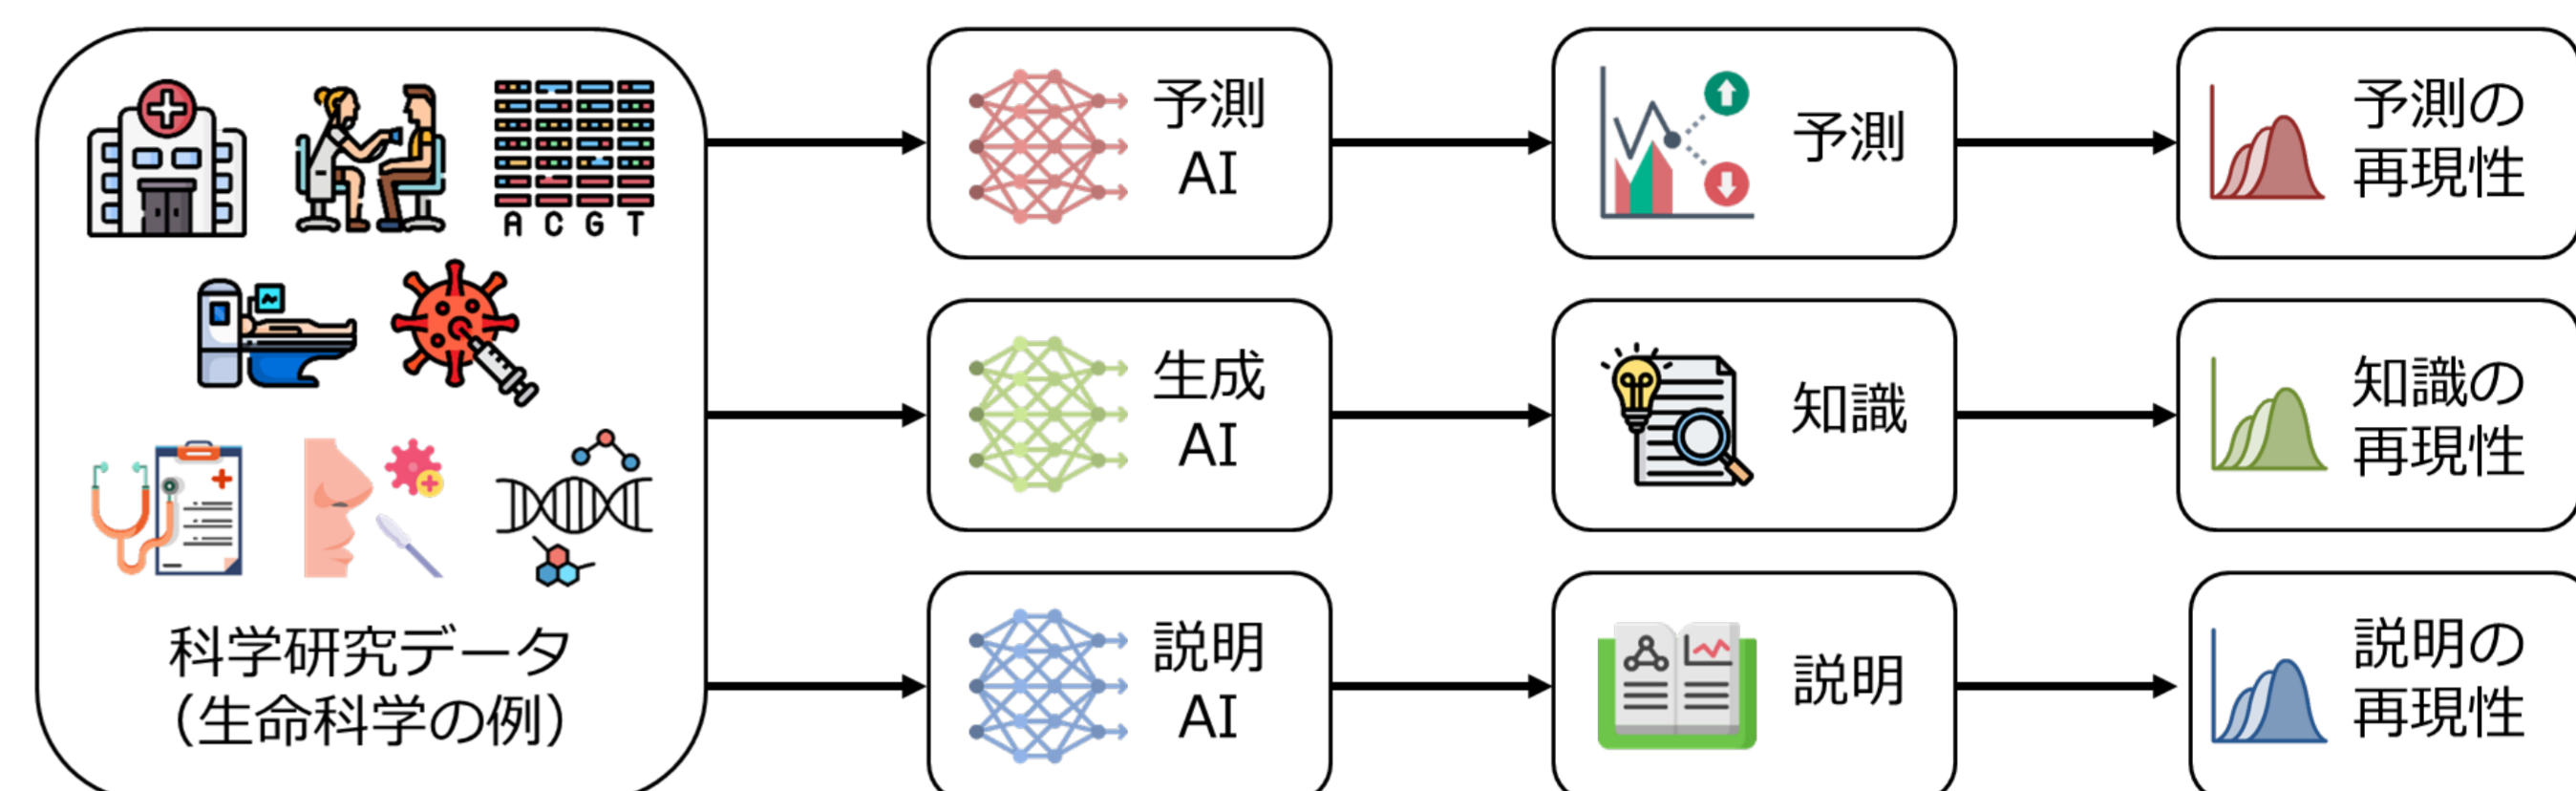 A C G T
科学研究データ
（生命科学の例）
予測
AI
予測
予測の
再現性
生成
AI
知識
知識の
再現性
説明
AI
説明
説明の
再現性